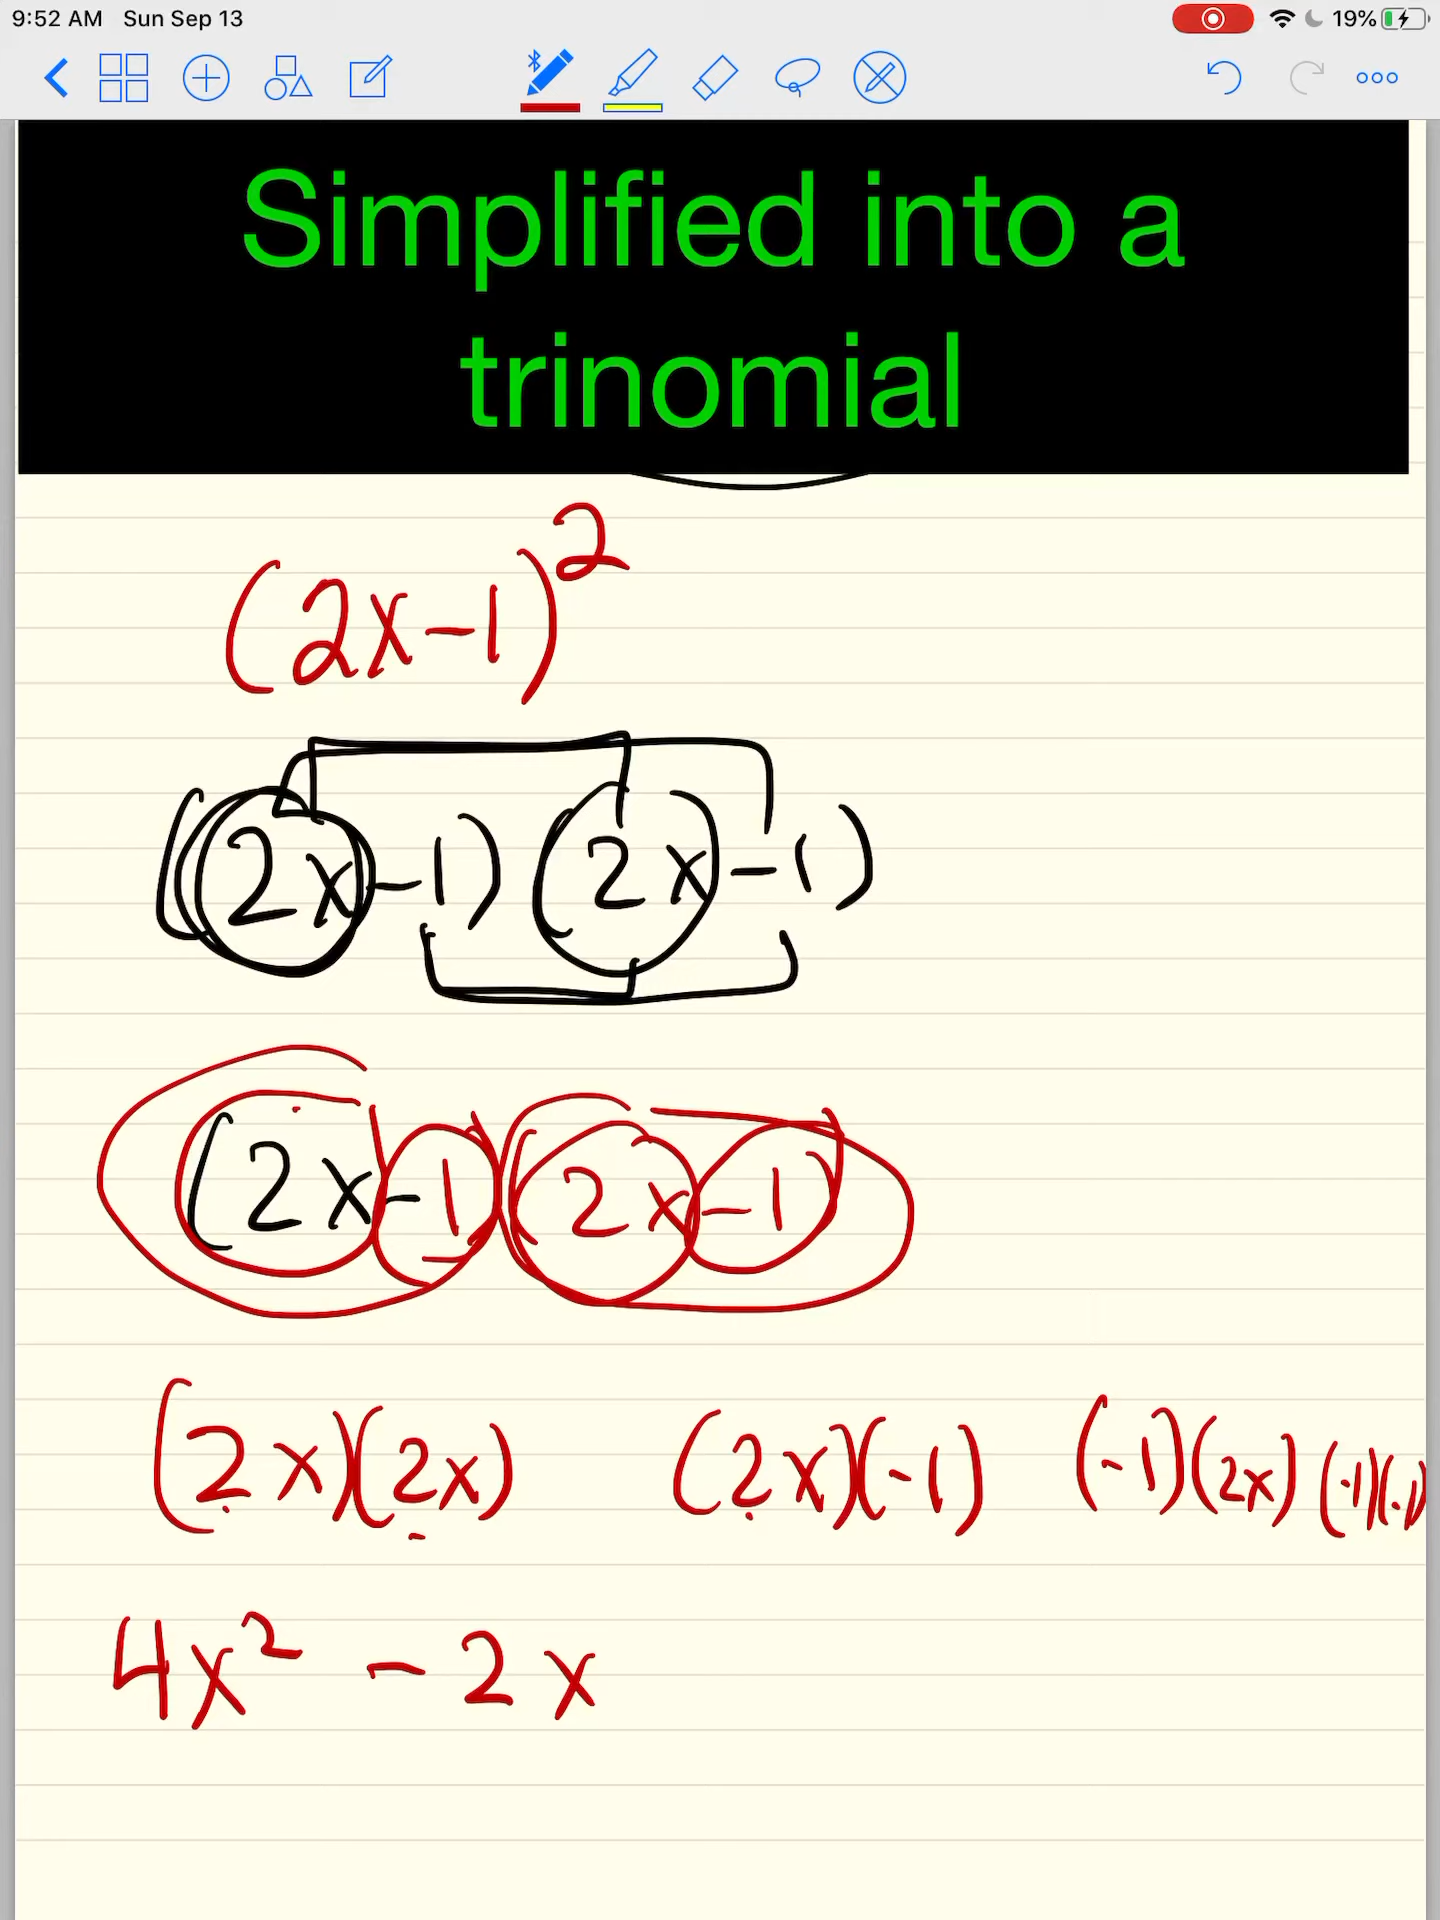 9:52 AM Sun Sep 13 19%
Simplified into a
trinomial
(2x-1)²
(2x-1)(2x-1)
(2x-1)(2x-1)
(2x)(2x) (2x)(-1) (-1)(2x) (-1)(-1)
4x² - 2x